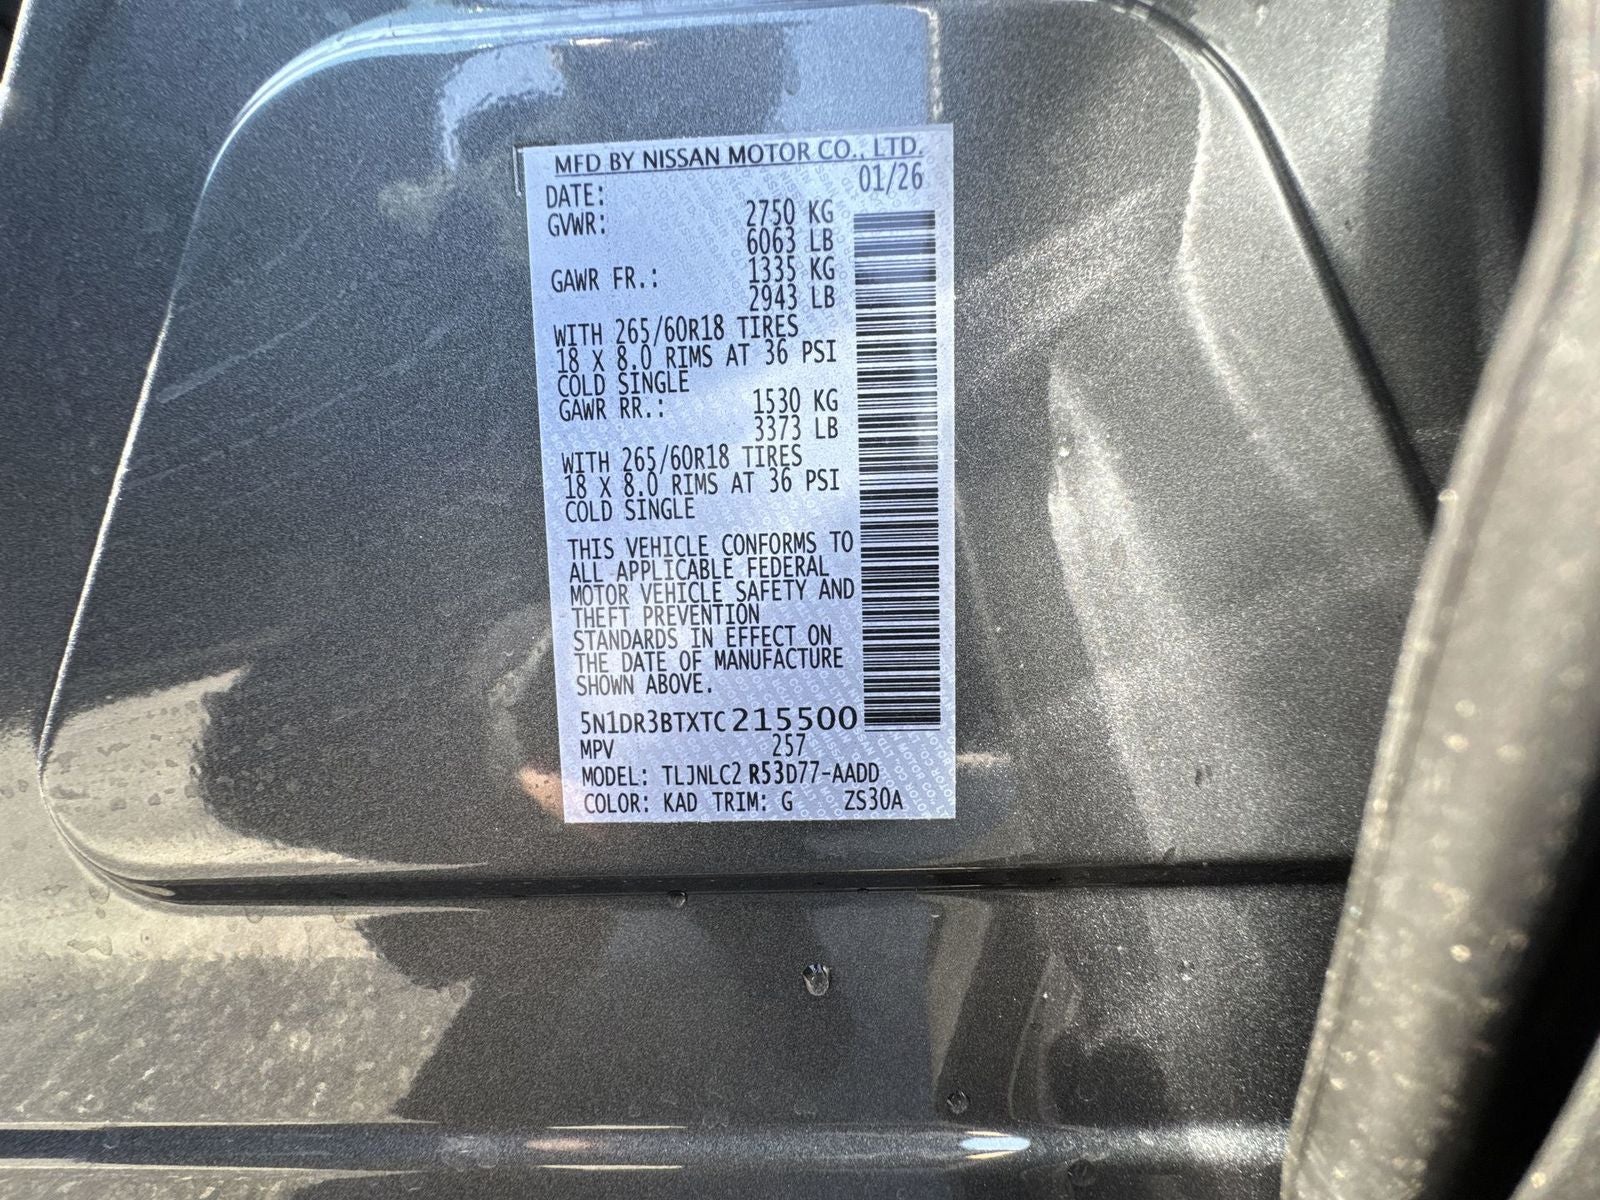 MFD BY NISSAN MOTOR CO., LTD.
DATE: 01/26
GVWR: 2750 KG
6063 LB
GAWR FR.: 1335 KG
2943 LB
WITH 265/60R18 TIRES
18 X 8.0 RIMS AT 36 PSI
COLD SINGLE
GAWR RR.: 1530 KG
3373 LB
WITH 265/60R18 TIRES
18 X 8.0 RIMS AT 36 PSI
COLD SINGLE
THIS VEHICLE CONFORMS TO
ALL APPLICABLE FEDERAL
MOTOR VEHICLE SAFETY AND
THEFT PREVENTION
STANDARDS IN EFFECT ON
THE DATE OF MANUFACTURE
SHOWN ABOVE.
5N1DR3BTXTC215500
MPV 257
MODEL: TLJNLC2 R53D77-AADD
COLOR: KAD TRIM: G ZS30A